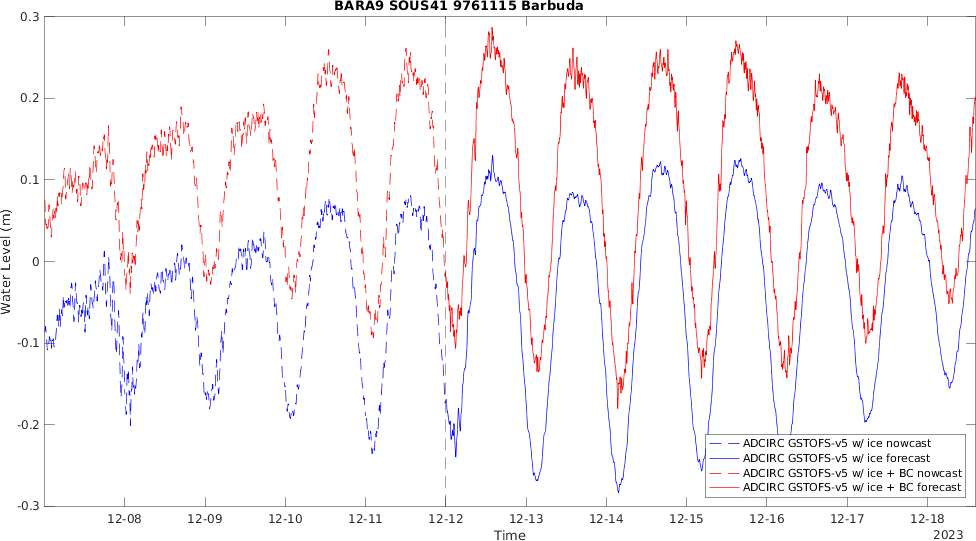 BARA9 SOUS41 9761115 Barbuda
Water Level (m)
0.3
0.2
0.1
0
-0.1
-0.2
-0.3
ADCIRC GSTOFS-v5 w/ ice nowcast
ADCIRC GSTOFS-v5 w/ ice forecast
ADCIRC GSTOFS-v5 w/ ice + BC nowcast
ADCIRC GSTOFS-v5 w/ ice + BC forecast
12-08 12-09 12-10 12-11 12-12 12-13 12-14 12-15 12-16 12-17 12-18
Time
2023